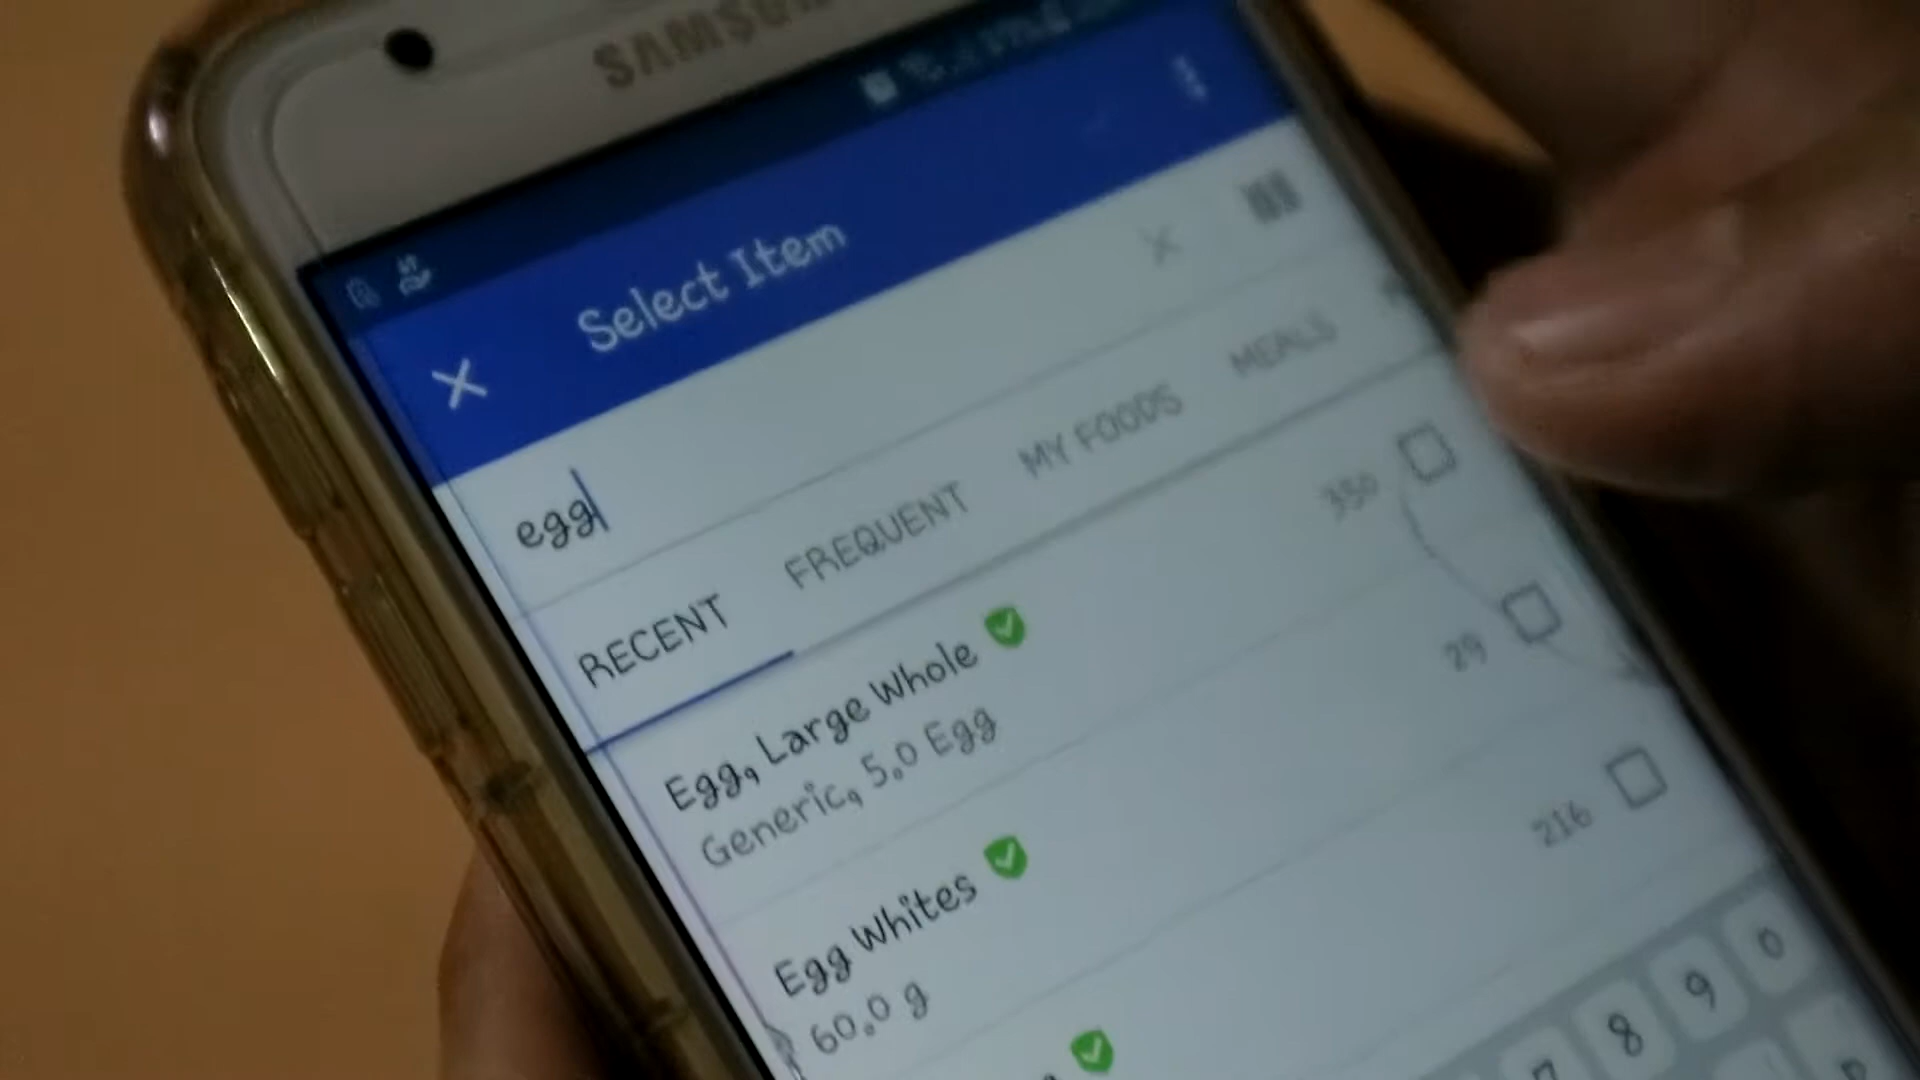 SAMSUNG
Select Item
egg
RECENT FREQUENT MY FOODS MEALS
Egg, Large Whole 350
Generic, 5.0 Egg
Egg Whites 29
60.0 g
216
7 8 9 0